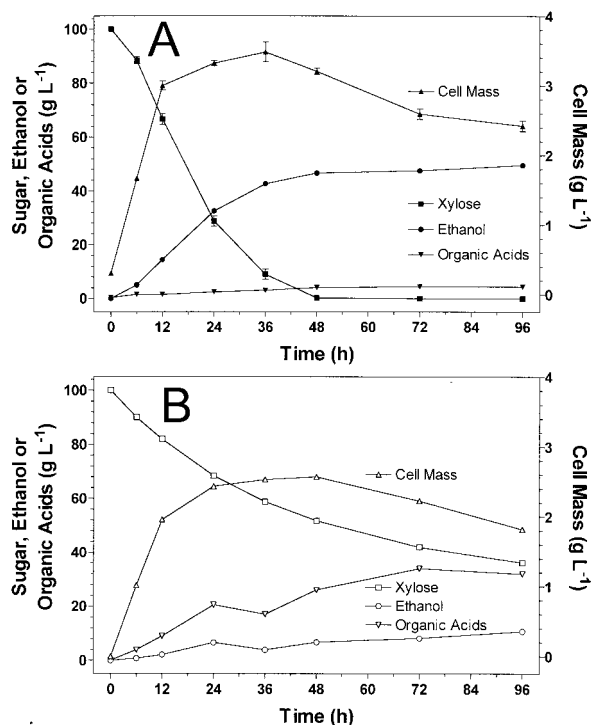 A
100
80
60
40
20
0
Sugar, Ethanol or
Organic Acids (g L-1)
4
3
2
1
0
Cell Mass (g L-1)
Cell Mass
Xylose
Ethanol
Organic Acids
0 12 24 36 48 60 72 84 96
Time (h)
B
100
80
60
40
20
0
Sugar, Ethanol or
Organic Acids (g L-1)
4
3
2
1
0
Cell Mass (g L-1)
Cell Mass
Xylose
Ethanol
Organic Acids
0 12 24 36 48 60 72 84 96
Time (h)